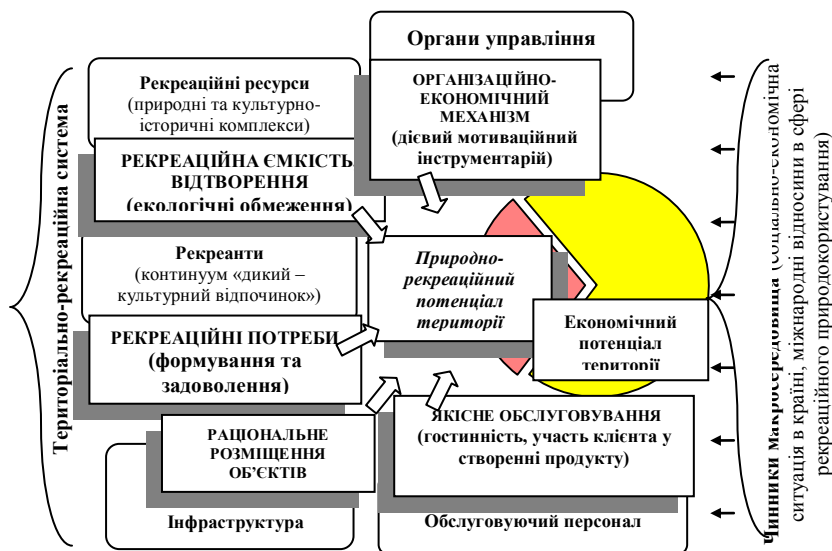 Територіально-рекреаційна система
Органи управління
Рекреаційні ресурси
(природні та культурно-
історичні комплекси)
ОРГАНІЗАЦІЙНО-
ЕКОНОМІЧНИЙ
МЕХАНІЗМ
(дієвий мотиваційний
інструментарій)
РЕКРЕАЦІЙНА ЄМКІСТЬ,
ВІДТВОРЕННЯ
(екологічні обмеження)
Рекреанти
(континуум «дикий –
культурний відпочинок»)
Природно-
рекреаційний
потенціал
території
Економічний
потенціал
території
РЕКРЕАЦІЙНІ ПОТРЕБИ
(формування та
задоволення)
ЯКІСНЕ ОБСЛУГОВУВАННЯ
(гостинність, участь клієнта у
створенні продукту)
РАЦІОНАЛЬНЕ
РОЗМІЩЕННЯ
ОБ’ЄКТІВ
Інфраструктура
Обслуговуючий персонал
Чинники макросередовища (соціально-економічна
ситуація в країні, міжнародні відносини в сфері
рекреаційного природокористування)